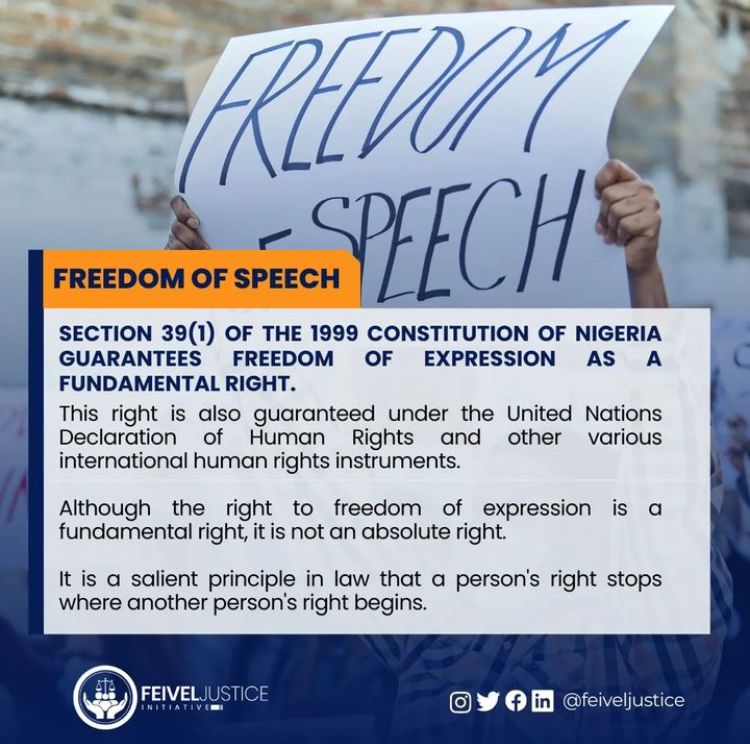 FREEDOM
SPEECH
FREEDOM OF SPEECH
SECTION 39(1) OF THE 1999 CONSTITUTION OF NIGERIA
GUARANTEES FREEDOM OF EXPRESSION AS A
FUNDAMENTAL RIGHT.
This right is also guaranteed under the United Nations
Declaration of Human Rights and other various
international human rights instruments.
Although the right to freedom of expression is a
fundamental right, it is not an absolute right.
It is a salient principle in law that a person's right stops
where another person's right begins.
FEIVELJUSTICE
INITIATIVE
@feiveljustice